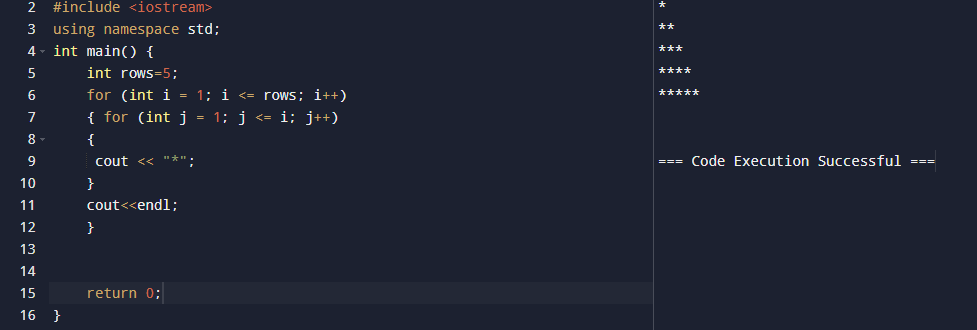 2 #include <iostream>
3 using namespace std;
4 int main() {
5 int rows=5;
6 for (int i = 1; i <= rows; i++)
7 { for (int j = 1; j <= i; j++)
8 {
9 cout << "*";
10 }
11 cout<<endl;
12 }
13
14
15 return 0;
16 }
*
**
***
****
*****
=== Code Execution Successful ===